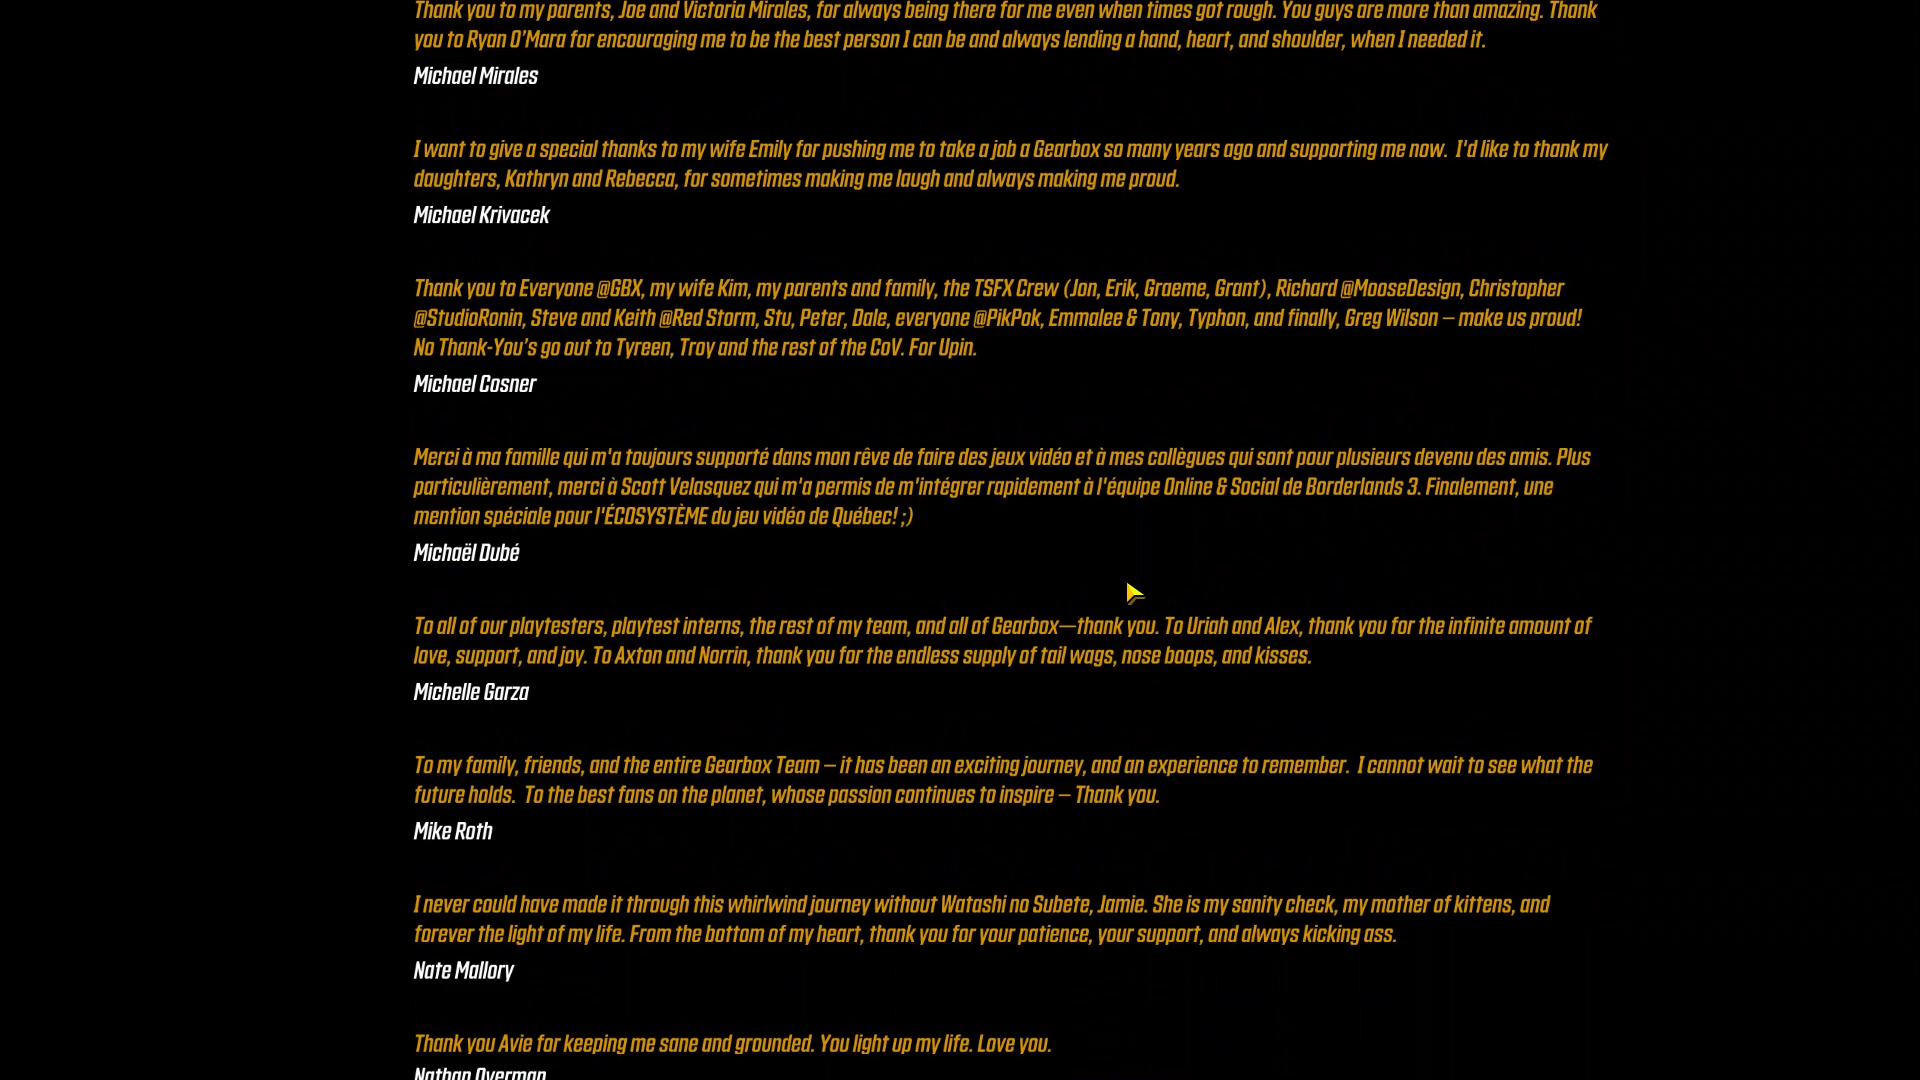 Thank you to my parents, Joe and Victoria Mirales, for always being there for me even when times got rough. You guys are more than amazing. Thank
you to Ryan O'Mara for encouraging me to be the best person I can be and always lending a hand, heart, and shoulder, when I needed it.
Michael Mirales
I want to give a special thanks to my wife Emily for pushing me to take a job a Gearbox so many years ago and supporting me now.  I'd like to thank my
daughters, Kathryn and Rebecca, for sometimes making me laugh and always making me proud.
Michael Krivacek
Thank you to Everyone @GBX, my wife Kim, my parents and family, the TSFX Crew (Jon, Erik, Graeme, Grant), Richard @MooseDesign, Christopher
@StudioRonin, Steve and Keith @Red Storm, Stu, Peter, Dale, everyone @PikPok, Emmalee & Tony, Typhon, and finally, Greg Wilson – make us proud!
No Thank-You's go out to Tyreen, Troy and the rest of the CoV. For Upin.
Michael Cosner
Merci à ma famille qui m'a toujours supporté dans mon rêve de faire des jeux vidéo et à mes collègues qui sont pour plusieurs devenu des amis. Plus
particulièrement, merci à Scott Velasquez qui m'a permis de m'intégrer rapidement à l'équipe Online & Social de Borderlands 3. Finalement, une
mention spéciale pour l'ÉCOSYSTÈME du jeu vidéo de Québec! ;)
Michaël Dubé
To all of our playtesters, playtest interns, the rest of my team, and all of Gearbox—thank you. To Uriah and Alex, thank you for the infinite amount of
love, support, and joy. To Axton and Norrin, thank you for the endless supply of tail wags, nose boops, and kisses.
Michelle Garza
To my family, friends, and the entire Gearbox Team – it has been an exciting journey, and an experience to remember.  I cannot wait to see what the
future holds.  To the best fans on the planet, whose passion continues to inspire – Thank you.
Mike Roth
I never could have made it through this whirlwind journey without Watashi no Subete, Jamie. She is my sanity check, my mother of kittens, and
forever the light of my life. From the bottom of my heart, thank you for your patience, your support, and always kicking ass.
Nate Mallory
Thank you Avie for keeping me sane and grounded. You light up my life. Love you.
Nathan Overman